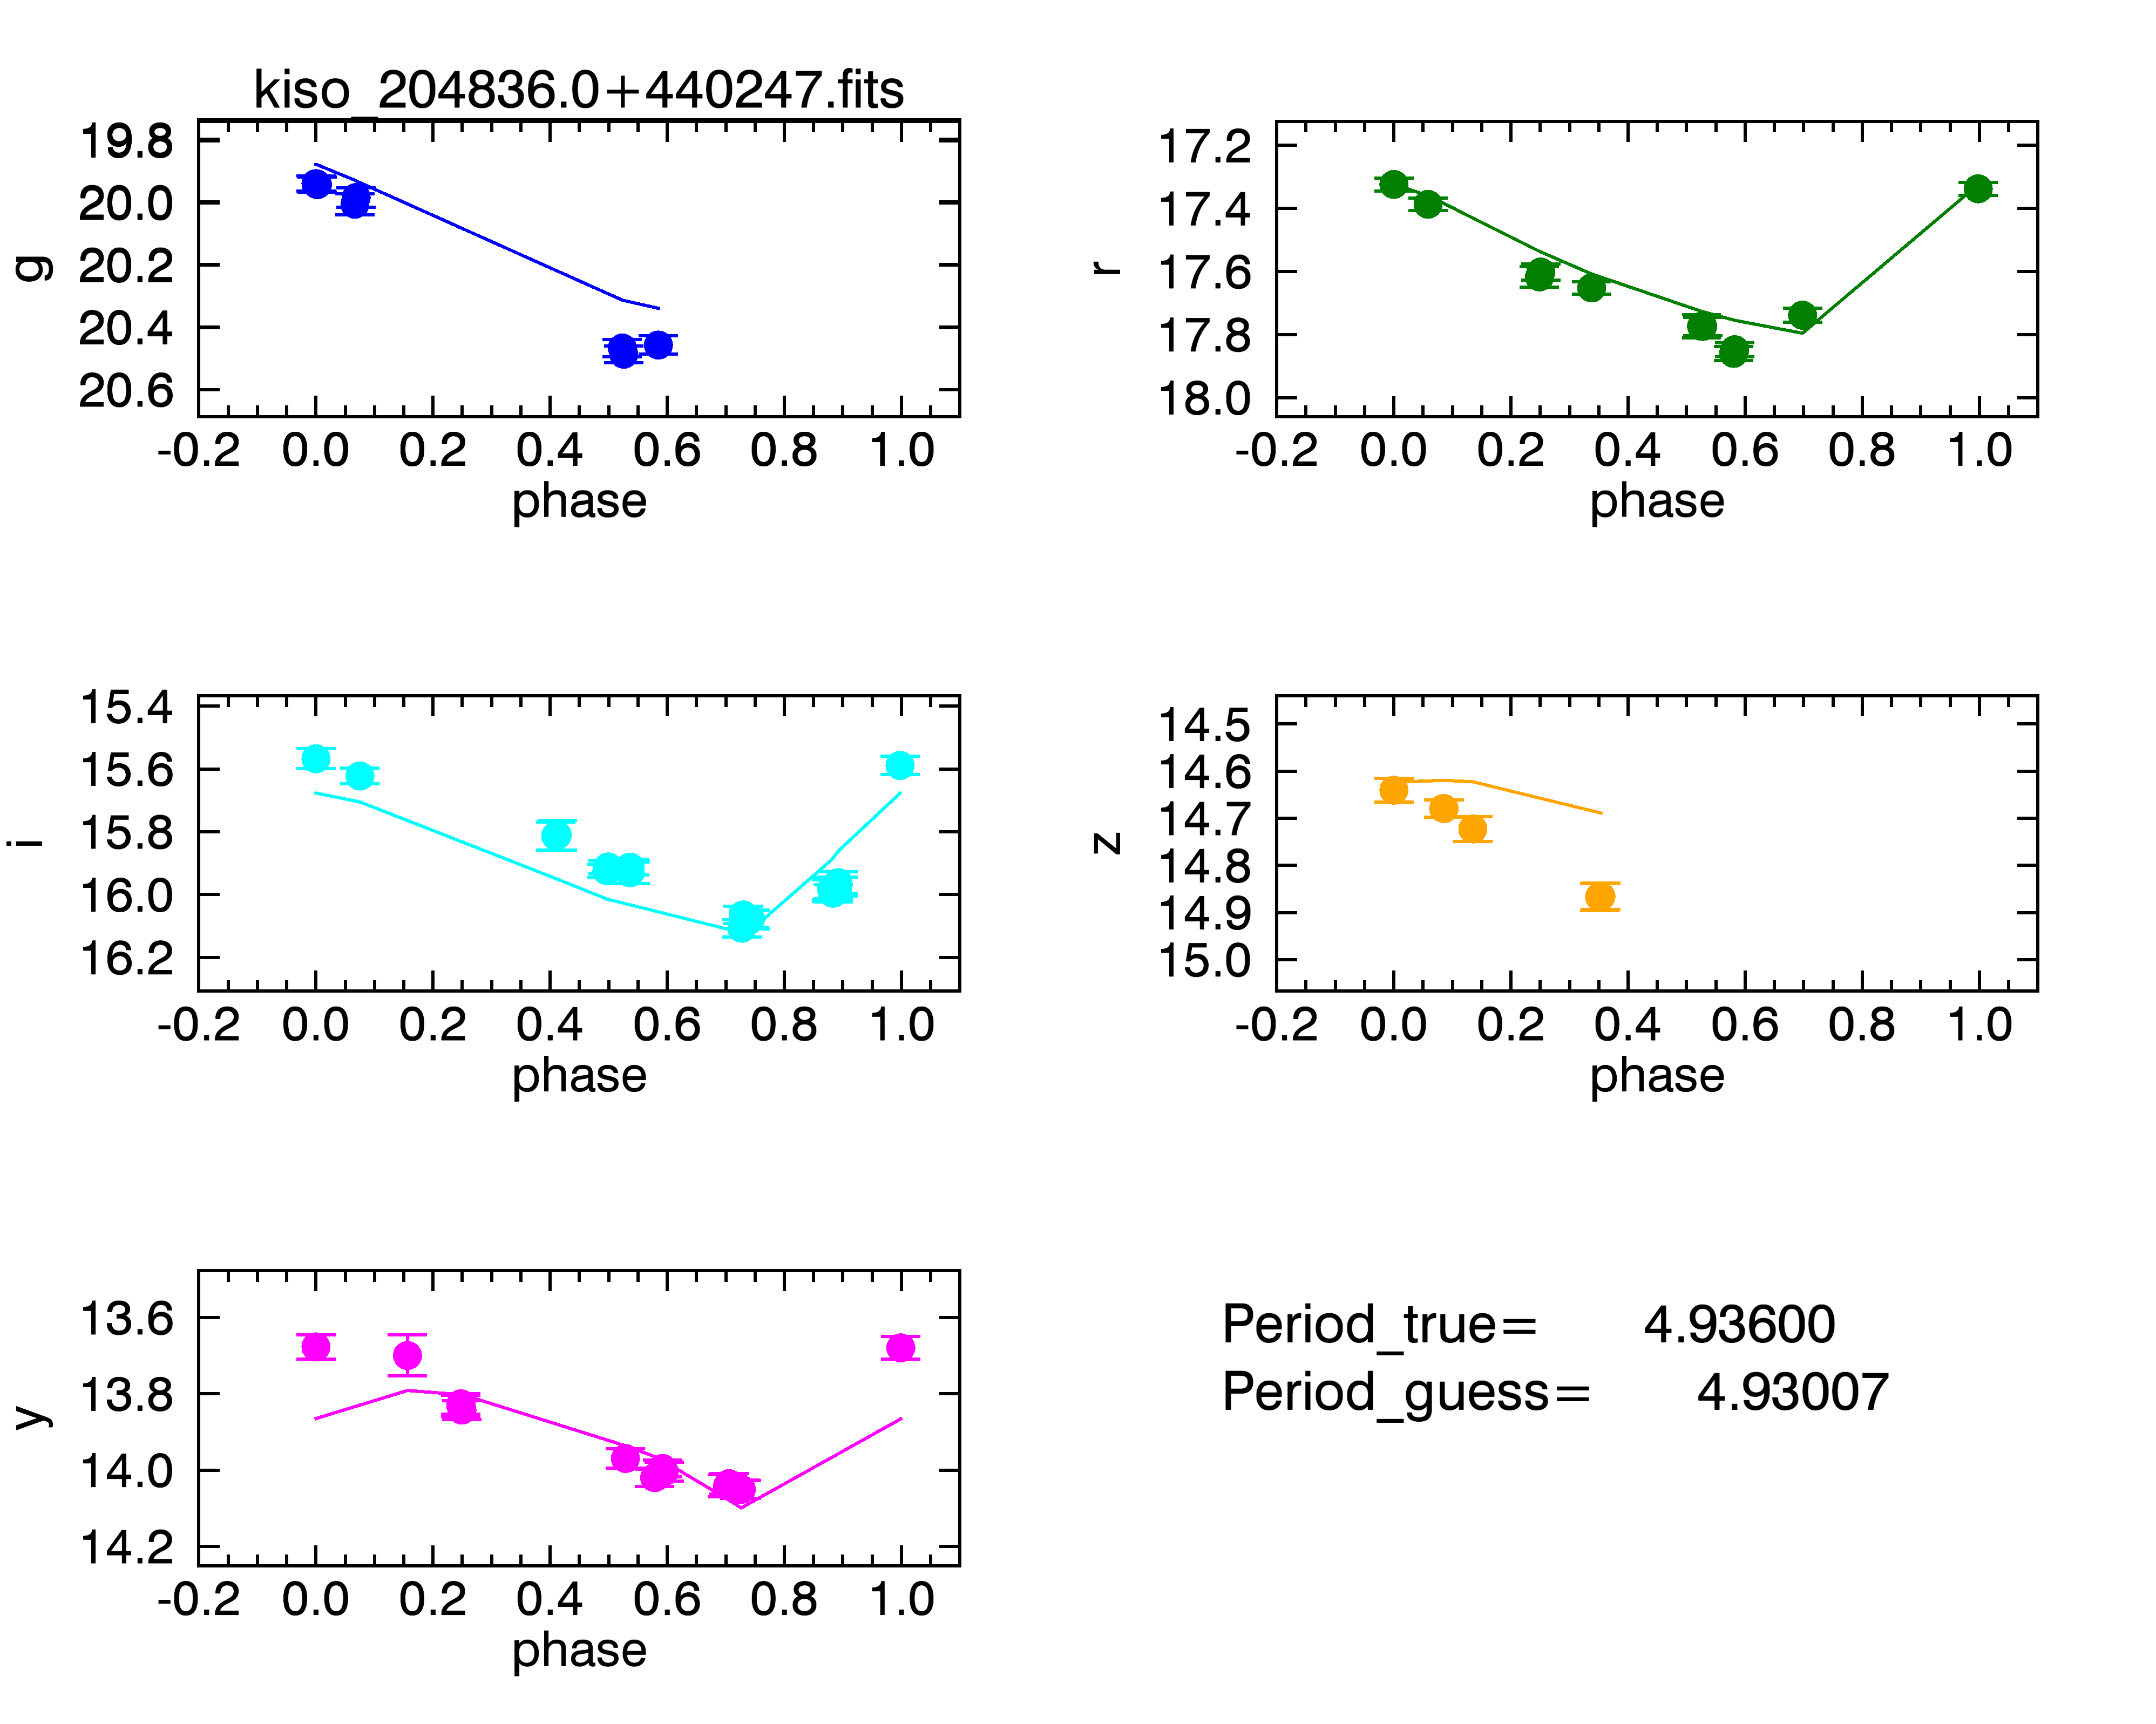 kiso_204836.0+440247.fits
19.8
20.0
20.2
20.4
20.6
g
-0.2 0.0 0.2 0.4 0.6 0.8 1.0
phase
17.2
17.4
17.6
17.8
18.0
r
-0.2 0.0 0.2 0.4 0.6 0.8 1.0
phase
15.4
15.6
15.8
16.0
16.2
i
-0.2 0.0 0.2 0.4 0.6 0.8 1.0
phase
14.5
14.6
14.7
14.8
14.9
15.0
z
-0.2 0.0 0.2 0.4 0.6 0.8 1.0
phase
13.6
13.8
14.0
14.2
y
-0.2 0.0 0.2 0.4 0.6 0.8 1.0
phase
Period_true= 4.93600
Period_guess= 4.93007